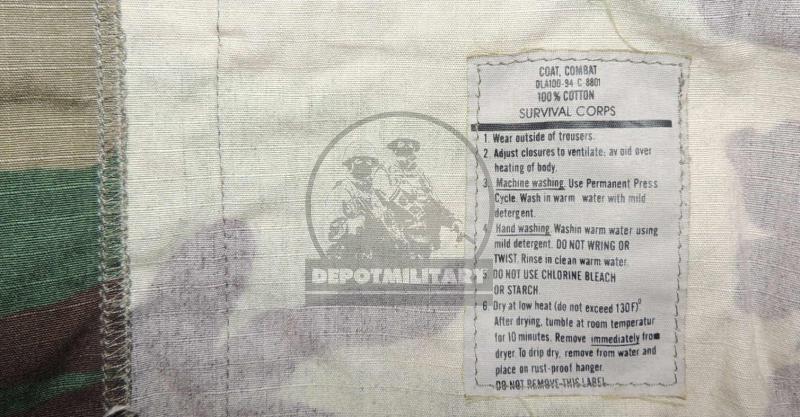 COAT, COMBAT
DLA100-94 C 8801
100% COTTON
SURVIVAL CORPS
1. Wear outside of trousers.
2. Adjust closures to ventilate; av oid over
heating of body.
3. Machine washing. Use Permanent Press
Cycle. Wash in warm water with mild
detergent.
4. Hand washing. Washin warm water using
mild detergent. DO NOT WRING OR
TWIST. Rinse in clean warm water.
5. DO NOT USE CHLORINE BLEACH
OR STARCH.
6. Dry at low heat (do not exceed 130F)⁰
After drying, tumble at room temperatur
for 10 minutes. Remove immediately from
dryer. To drip dry, remove from water and
place on rust-proof hanger.
DO NOT REMOVE THIS LABEL
DEPOTMILITARY